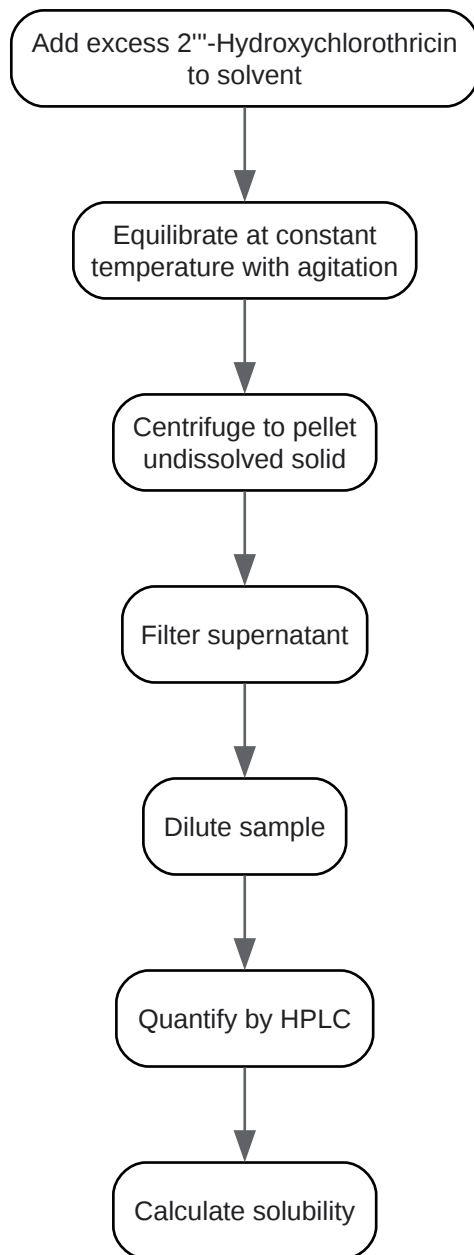 Add excess 2'''-Hydroxychlorothricin
to solvent
Equilibrate at constant
temperature with agitation
Centrifuge to pellet
undissolved solid
Filter supernatant
Dilute sample
Quantify by HPLC
Calculate solubility